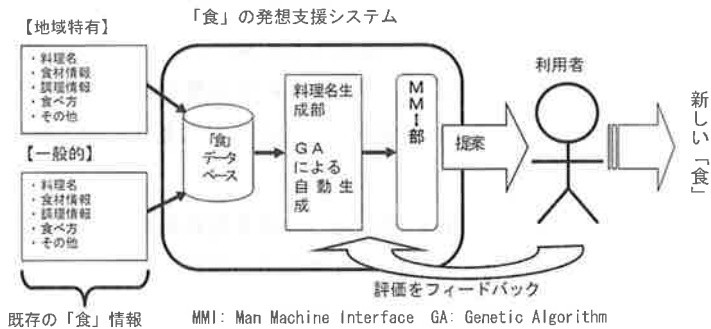 「食」の発想支援システム
【地域特有】
・料理名
・食材情報
・調理情報
・食べ方
・その他
【一般的】
・料理名
・食材情報
・調理情報
・食べ方
・その他
既存の「食」情報
「食」
データ
ベース
料理名生
成部
GA
による
自動生
成
MMI部
提案
利用者
新しい「食」
評価をフィードバック
MMI: Man Machine Interface GA: Genetic Algorithm